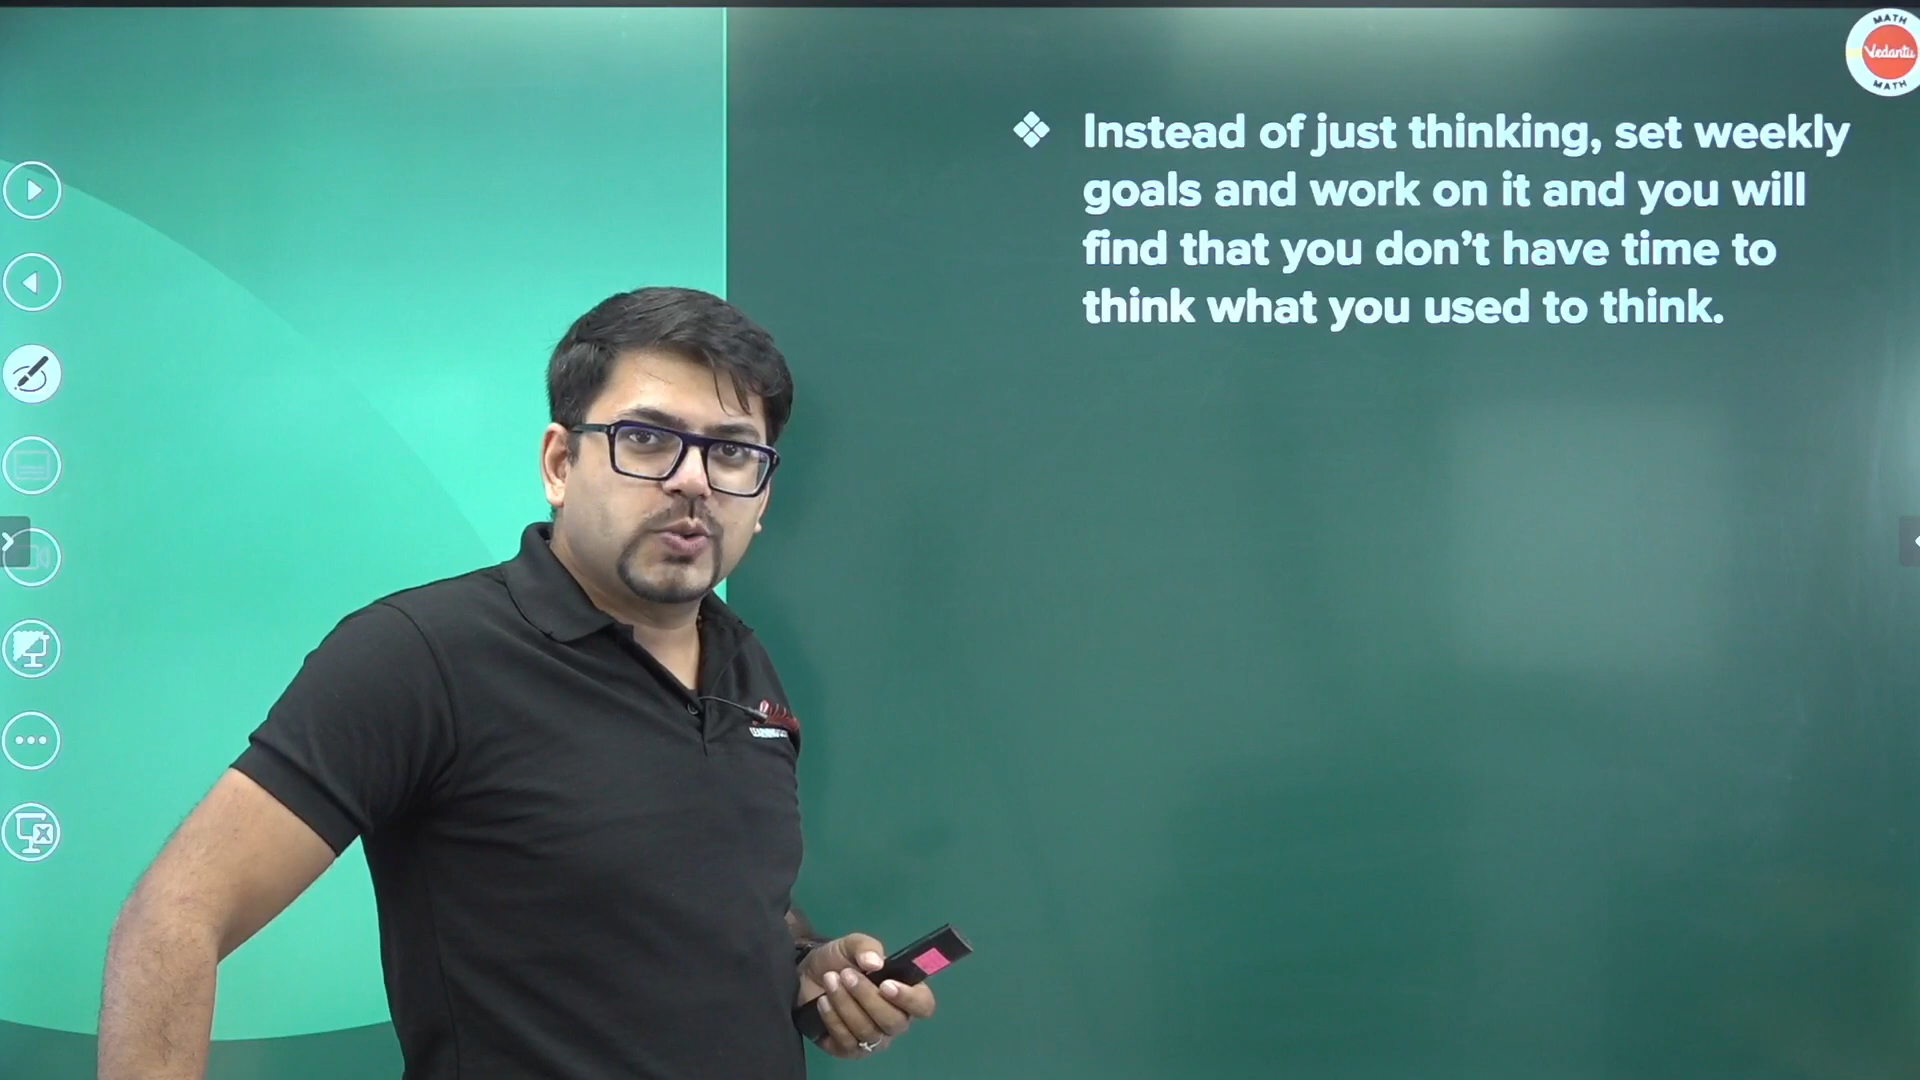 MATH
Vedantu
MATH
❖ Instead of just thinking, set weekly
goals and work on it and you will
find that you don’t have time to
think what you used to think.